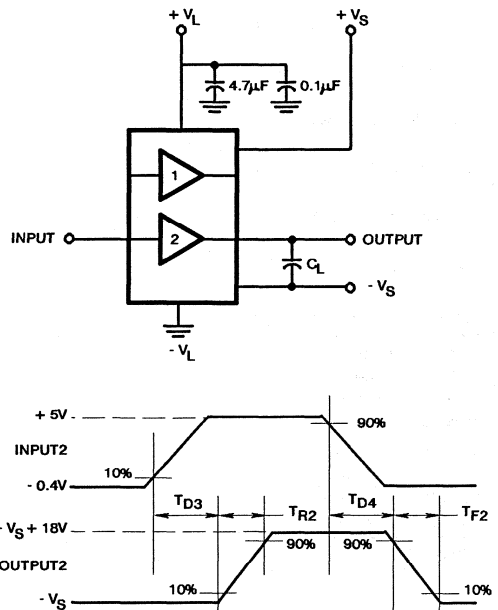 + V_L
+ V_S
4.7μF
0.1μF
1
INPUT
2
OUTPUT
C_L
- V_S
- V_L
+ 5V
90%
INPUT2
10%
- 0.4V
T_D3
T_R2
T_D4
T_F2
- V_S + 18V
90%
90%
OUTPUT2
10%
10%
- V_S